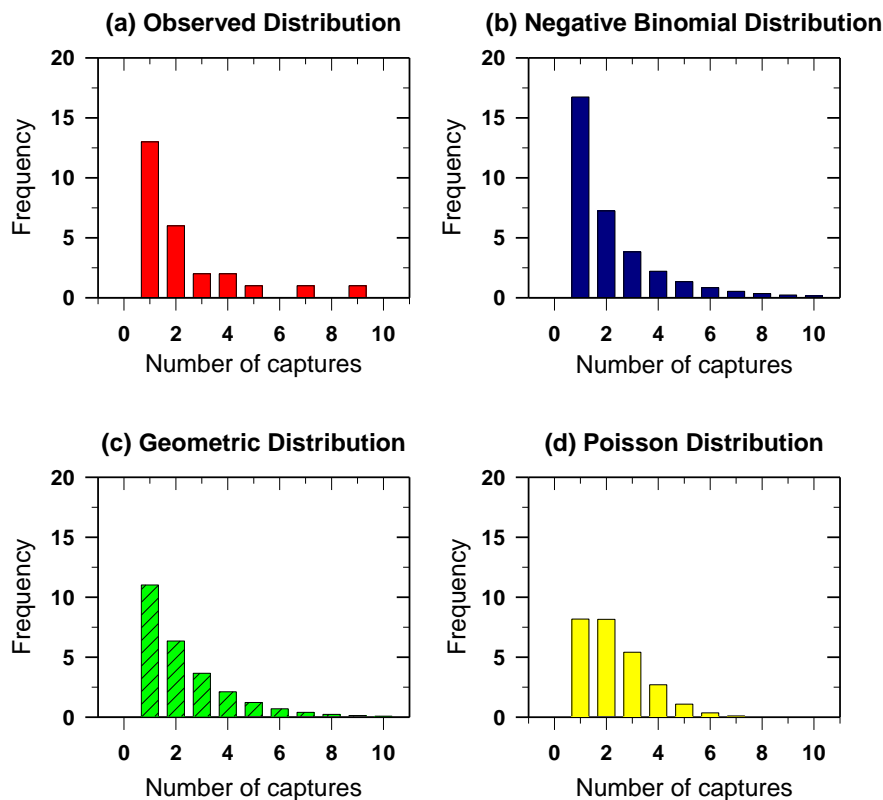 (a) Observed Distribution
20
15
10
5
0
Frequency
0 2 4 6 8 10
Number of captures
(b) Negative Binomial Distribution
20
15
10
5
0
Frequency
0 2 4 6 8 10
Number of captures
(c) Geometric Distribution
20
15
10
5
0
Frequency
0 2 4 6 8 10
Number of captures
(d) Poisson Distribution
20
15
10
5
0
Frequency
0 2 4 6 8 10
Number of captures